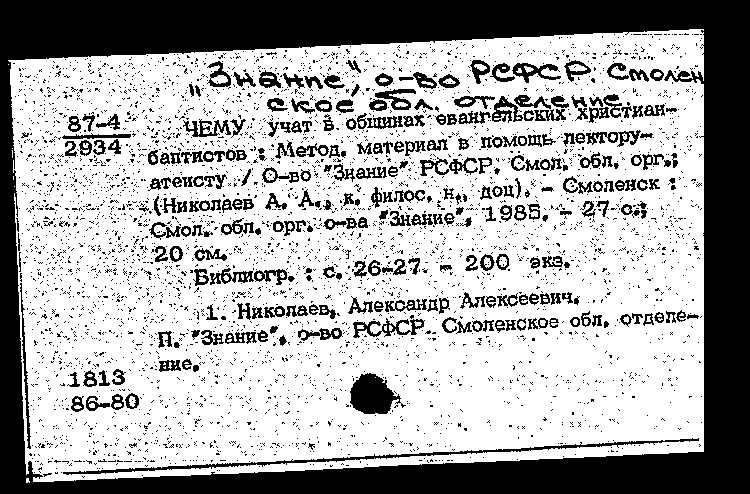 „Знание", о-во РСФСР. Смолен
ское обл. отделение
87-4
2934
ЧЕМУ учат в общинах евангельских христиан-
баптистов : Метод. материал в помощь лектору-
атеисту / О-во "Знание" РСФСР. Смол. обл. орг.;
(Николаев А. А., к. филос. н., доц). - Смоленск :
Смол. обл. орг. о-ва "Знание", 1985. - 27 с.;
20 см.
Библиогр. : с. 26-27. - 200 экз.
1. Николаев, Александр Алексеевич.
П. "Знание", о-во РСФСР. Смоленское обл. отделе-
ние.
1813
86-80